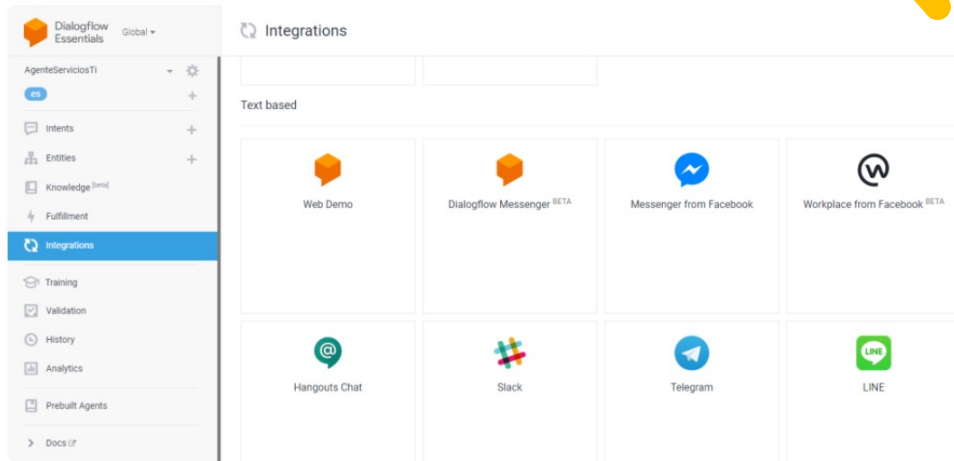 Dialogflow
Essentials
Global
Integrations
AgenteServiciosTi
es
Intents
Entities
Knowledge [beta]
Fulfillment
Integrations
Training
Validation
History
Analytics
Prebuilt Agents
Docs
Text based
Web Demo
Dialogflow Messenger BETA
Messenger from Facebook
Workplace from Facebook BETA
Hangouts Chat
Slack
Telegram
LINE
LINE